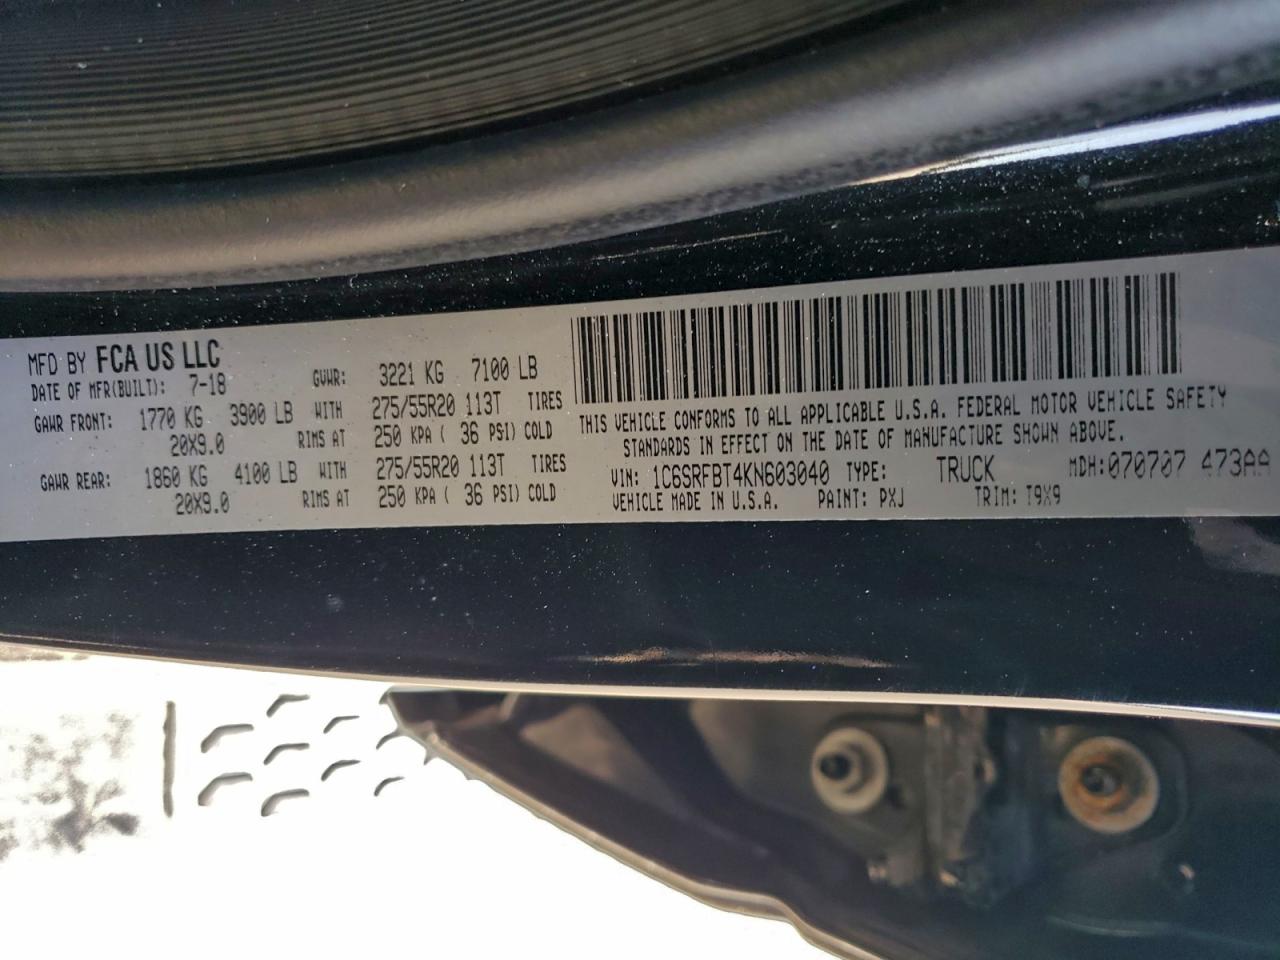 MFD BY FCA US LLC
DATE OF MFR(BUILT): 7-18 GVWR: 3221 KG 7100 LB
GAWR FRONT: 1770 KG 3900 LB WITH 275/55R20 113T TIRES
20X9.0 RIMS AT 250 KPA ( 36 PSI) COLD
GAWR REAR: 1860 KG 4100 LB WITH 275/55R20 113T TIRES
20X9.0 RIMS AT 250 KPA ( 36 PSI) COLD
THIS VEHICLE CONFORMS TO ALL APPLICABLE U.S.A. FEDERAL MOTOR VEHICLE SAFETY
STANDARDS IN EFFECT ON THE DATE OF MANUFACTURE SHOWN ABOVE.
VIN: 1C6SRFBT4KN603040 TYPE: TRUCK MDH:070707 473AA
VEHICLE MADE IN U.S.A. PAINT: PXJ TRIM: T9X9